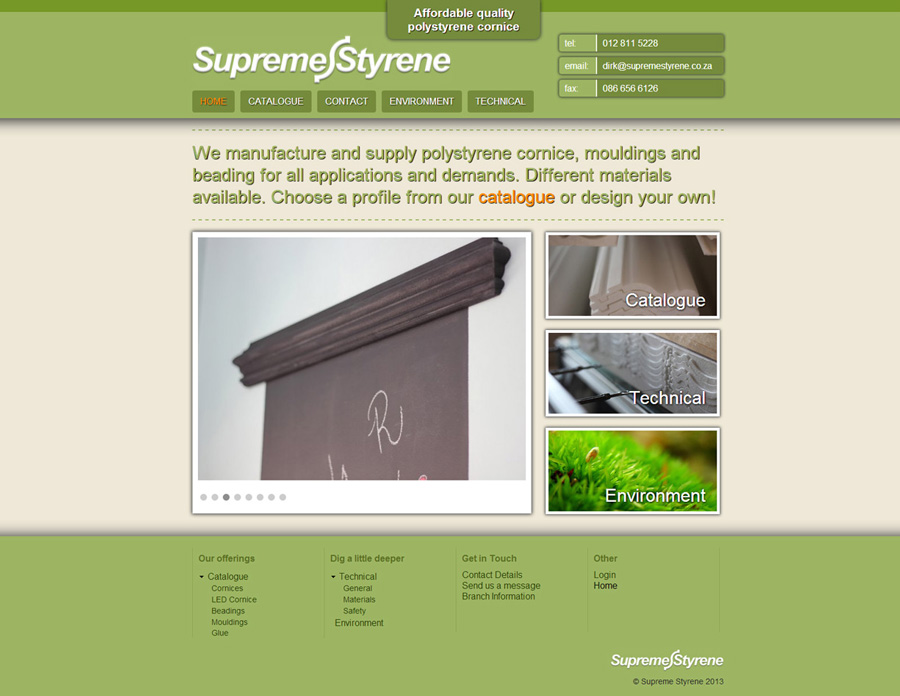 Affordable quality
polystyrene cornice
Supreme Styrene
tel: 012 811 5228
email: dirk@supremestyrene.co.za
fax: 086 656 6126
HOME CATALOGUE CONTACT ENVIRONMENT TECHNICAL
We manufacture and supply polystyrene cornice, mouldings and
beading for all applications and demands. Different materials
available. Choose a profile from our catalogue or design your own!
R
Catalogue
Technical
Environment
Our offerings
Catalogue
Cornices
LED Cornice
Beadings
Mouldings
Glue
Dig a little deeper
Technical
General
Materials
Safety
Environment
Get in Touch
Contact Details
Send us a message
Branch Information
Other
Login
Home
Supreme Styrene
© Supreme Styrene 2013